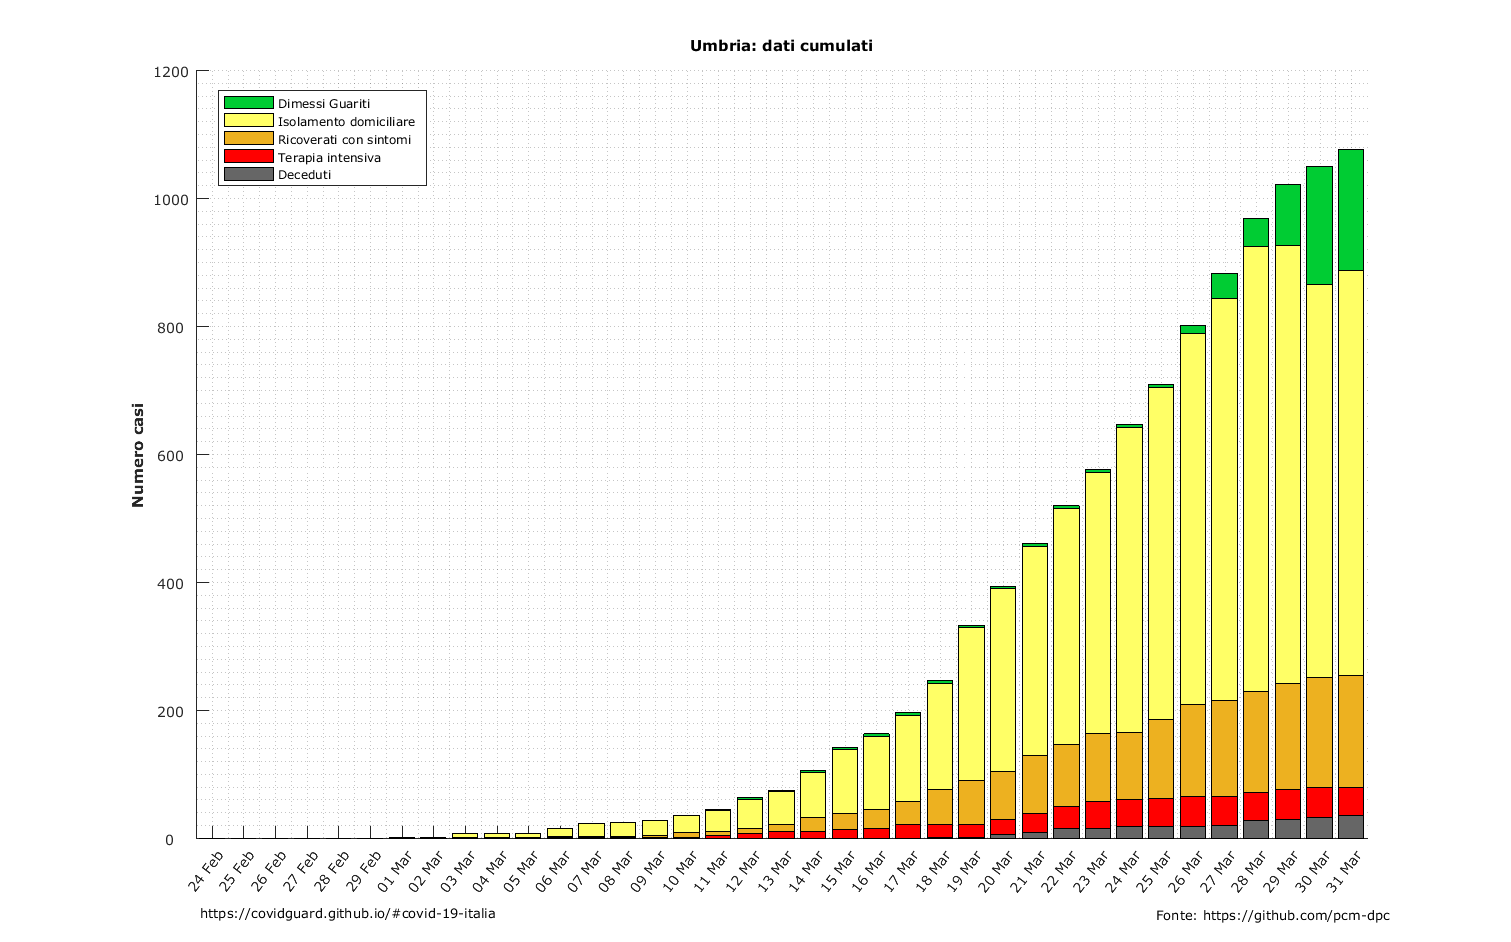 Umbria: dati cumulati
1200
1000
800
600
400
200
0
Numero casi
Dimessi Guariti
Isolamento domiciliare
Ricoverati con sintomi
Terapia intensiva
Deceduti
24 Feb
25 Feb
26 Feb
27 Feb
28 Feb
29 Feb
01 Mar
02 Mar
03 Mar
04 Mar
05 Mar
06 Mar
07 Mar
08 Mar
09 Mar
10 Mar
11 Mar
12 Mar
13 Mar
14 Mar
15 Mar
16 Mar
17 Mar
18 Mar
19 Mar
20 Mar
21 Mar
22 Mar
23 Mar
24 Mar
25 Mar
26 Mar
27 Mar
28 Mar
29 Mar
30 Mar
31 Mar
https://covidguard.github.io/#covid-19-italia
Fonte: https://github.com/pcm-dpc